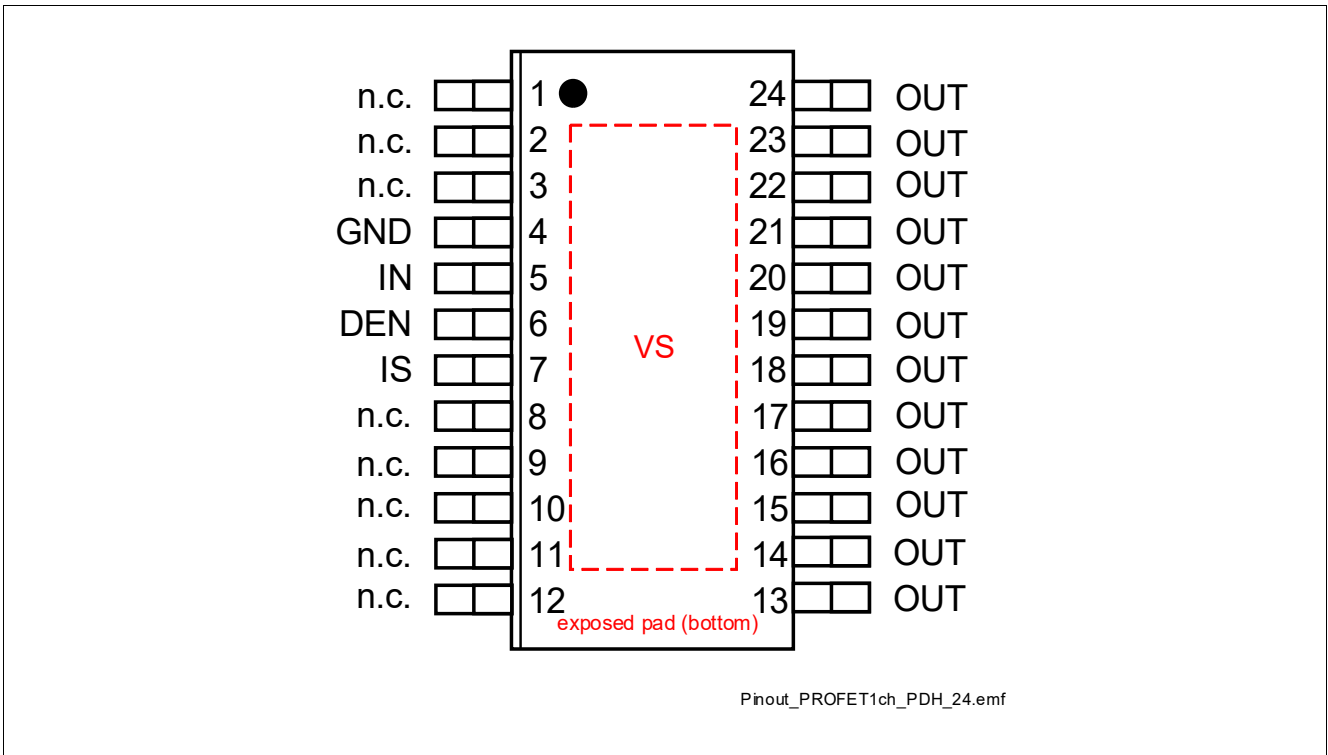 n.c. 1 24 OUT
n.c. 2 23 OUT
n.c. 3 22 OUT
GND 4 21 OUT
IN 5 20 OUT
DEN 6 19 OUT
VS
IS 7 18 OUT
n.c. 8 17 OUT
n.c. 9 16 OUT
n.c. 10 15 OUT
n.c. 11 14 OUT
n.c. 12 13 OUT
exposed pad (bottom)
Pinout_PROFET1ch_PDH_24.emf